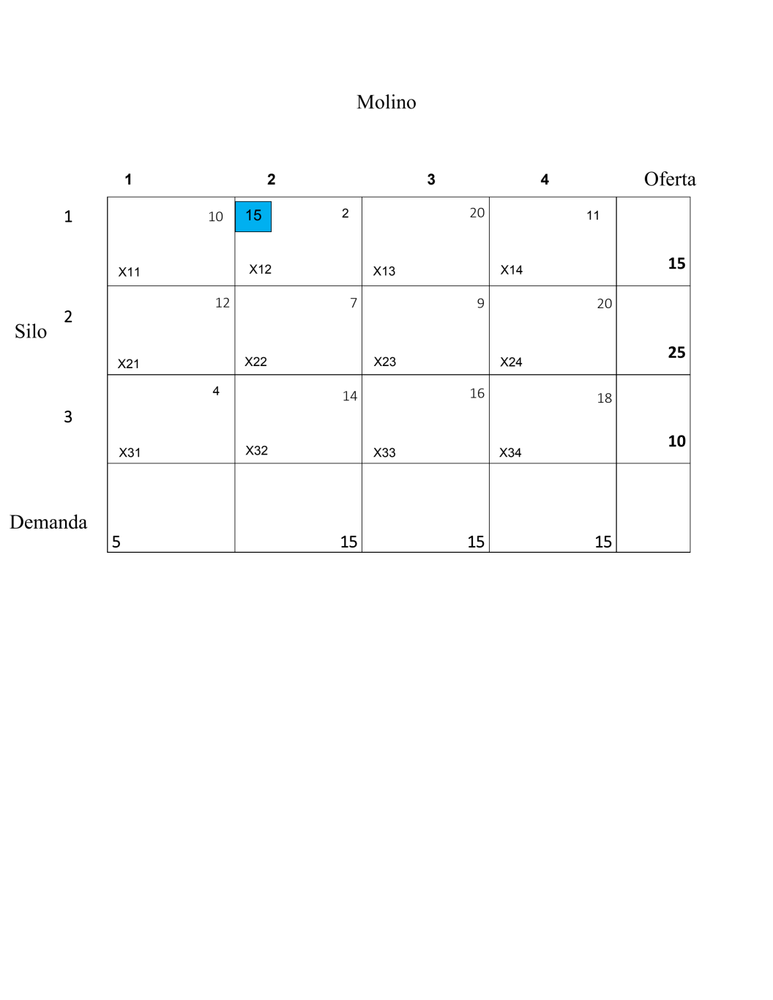 Molino
1 2 3 4 Oferta
1 10 15 2 20 11
X11 X12 X13 X14 15
2 12 7 9 20
Silo
X21 X22 X23 X24 25
3 4 14 16 18
X31 X32 X33 X34 10
Demanda
5 15 15 15